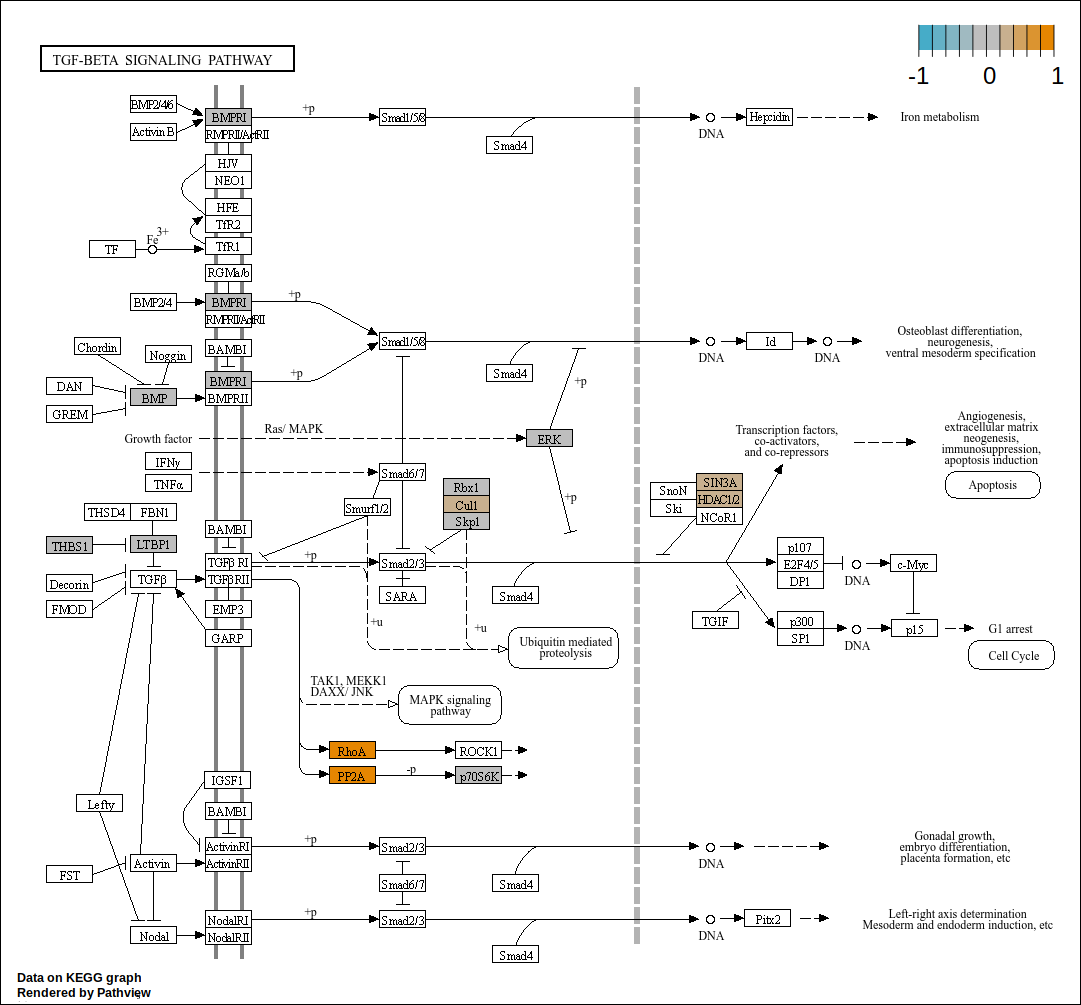 -1 0 1
TGF-BETA SIGNALING PATHWAY
BMP2/4/6
Activin B
BMPRI
RMPRII/ActRII
+p
Smad1/5/8
Smad4
DNA
Hepcidin
Iron metabolism
HJV
NEO1
HFE
TfR2
TF
Fe 3+
TfR1
RGMa/b
BMP2/4
BMPRI
RMPRII/ActRII
+p
Smad1/5/8
Smad4
DNA
Id
DNA
Osteoblast differentiation,
neurogenesis,
ventral mesoderm specification
Chordin
Noggin
BAMBI
DAN
GREM
BMP
BMPRI
BMPRII
+p
+p
Growth factor
Ras/ MAPK
ERK
Transcription factors,
co-activators,
and co-repressors
Angiogenesis,
extracellular matrix
neogenesis,
immunosuppression,
apoptosis induction
Apoptosis
IFNγ
TNFα
Smad6/7
Smurf1/2
Rbx1
Cul1
Skp1
+p
SnoN
Ski
SIN3A
HDAC1/2
NCoR1
THSD4
FBN1
THBS1
LTBP1
BAMBI
Decorin
FMOD
TGFβ
TGFβ RI
TGFβ RII
+p
Smad2/3
SARA
Smad4
EMP3
GARP
p107
E2F4/5
DP1
DNA
c-Myc
TGIF
p300
SP1
DNA
p15
G1 arrest
Cell Cycle
+u
+u
Ubiquitin mediated
proteolysis
TAK1, MEKK1
DAXX/ JNK
MAPK signaling
pathway
RhoA
ROCK1
PP2A
-p
p70S6K
IGSF1
Lefty
BAMBI
FST
Activin
ActivinRI
ActivinRII
+p
Smad2/3
Smad4
DNA
Gonadal growth,
embryo differentiation,
placenta formation, etc
Smad6/7
Nodal
NodalRI
NodalRII
+p
Smad2/3
Smad4
DNA
Pitx2
Left-right axis determination
Mesoderm and endoderm induction, etc
Data on KEGG graph
Rendered by Pathview